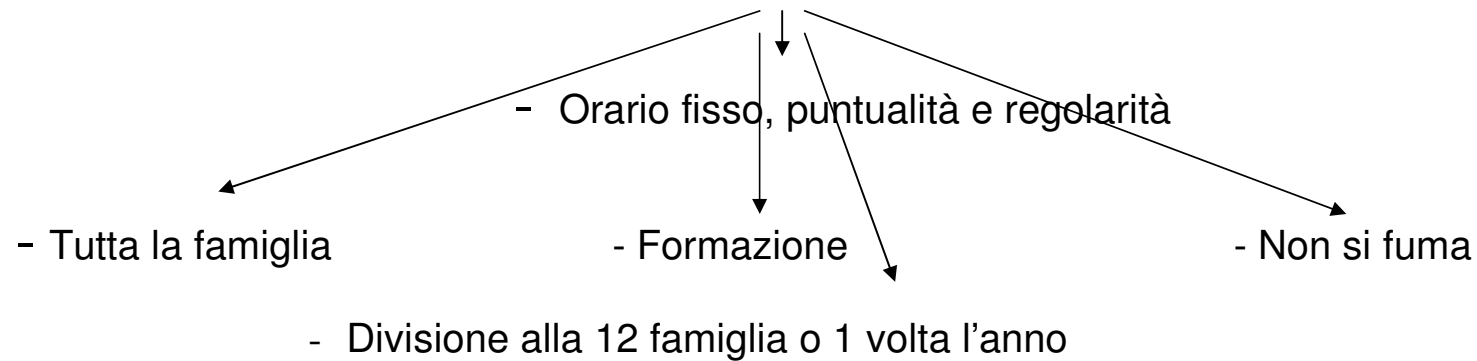 - Orario fisso, puntualità e regolarità
- Tutta la famiglia - Formazione - Non si fuma
- Divisione alla 12 famiglia o 1 volta l'anno